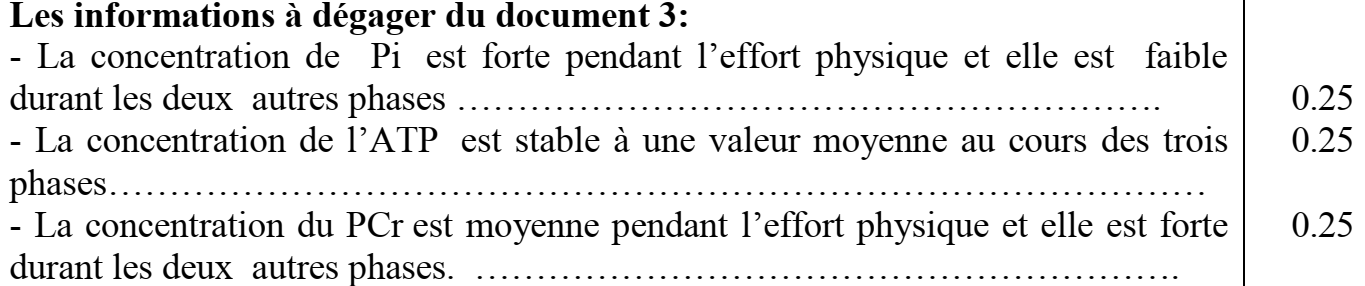 Les informations à dégager du document 3:
- La concentration de Pi est forte pendant l’effort physique et elle est faible
durant les deux autres phases ………………………………………………. 0.25
- La concentration de l’ATP est stable à une valeur moyenne au cours des trois 0.25
phases………………………………………………………………………
- La concentration du PCr est moyenne pendant l’effort physique et elle est forte 0.25
durant les deux autres phases. ……………………………………………….